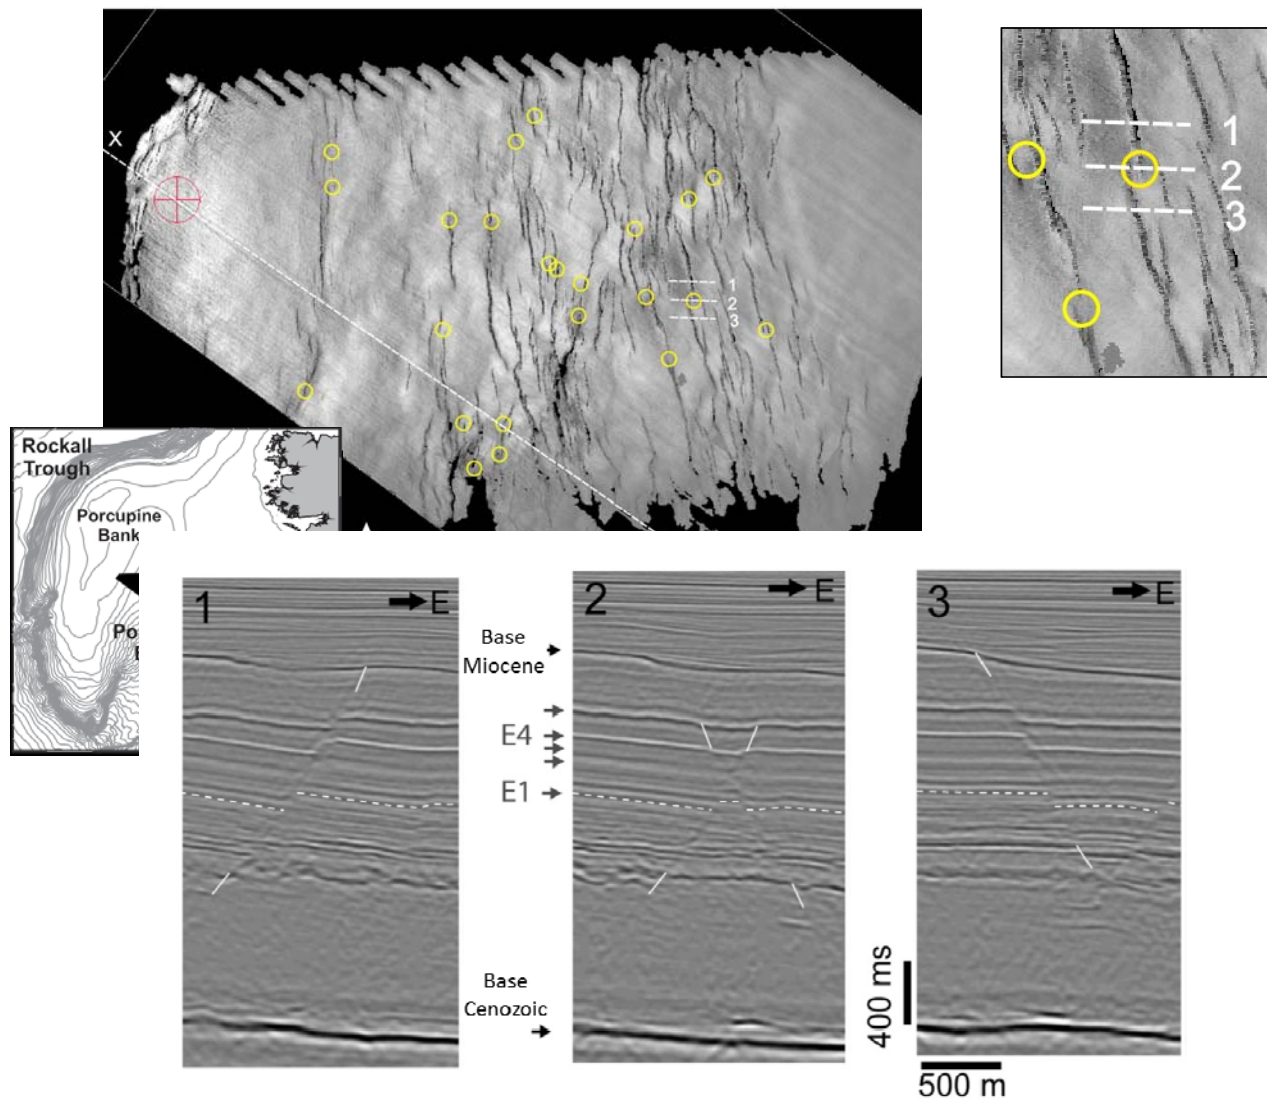 X
1
2
3
1
2
3
Rockall
Trough
Porcupine
Bank
Po
1
E
Base
Miocene
E4
E1
Base
Cenozoic
2
E
3
E
400 ms
500 m